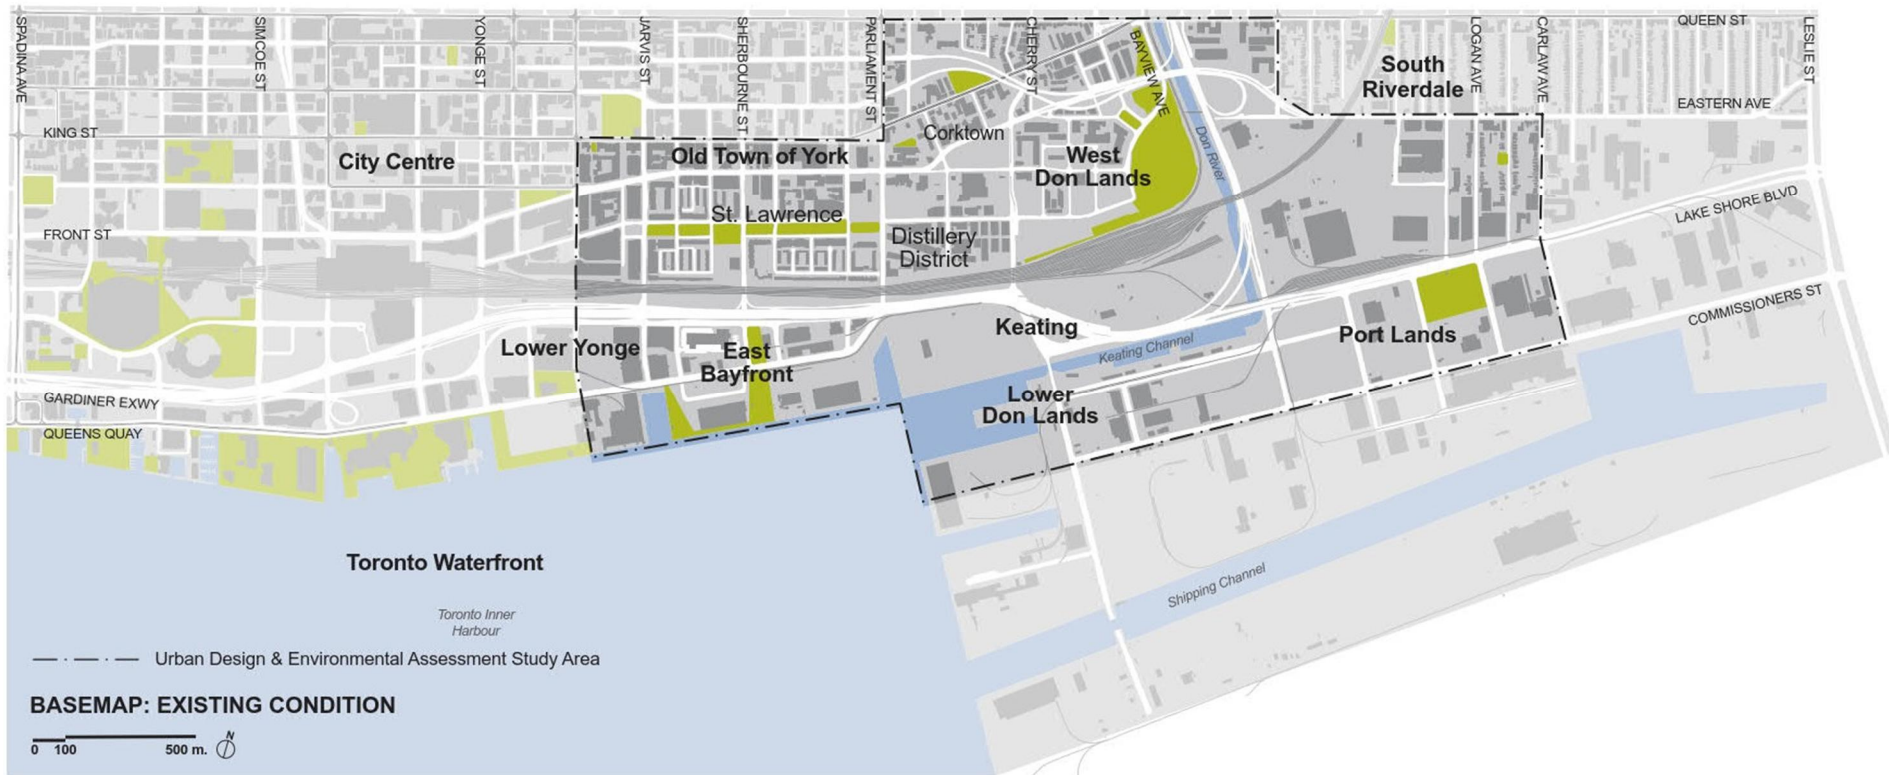 SPADINA AVE
SIMCOE ST
YONGE ST
JARVIS ST
SHERBOURNE ST
PARLIAMENT ST
CHERRY ST
BAYVIEW AVE
LOGAN AVE
CARLAW AVE
QUEEN ST
LESLIE ST
South
Riverdale
EASTERN AVE
KING ST
City Centre
Old Town of York
Corktown
West
Don Lands
Don River
St. Lawrence
FRONT ST
Distillery
District
LAKE SHORE BLVD
COMMISSIONERS ST
Keating
Port Lands
Lower Yonge
East
Bayfront
Keating Channel
GARDINER EXWY
QUEENS QUAY
Lower
Don Lands
Toronto Waterfront
Shipping Channel
Toronto Inner
Harbour
Urban Design & Environmental Assessment Study Area
BASEMAP: EXISTING CONDITION
0 100 500 m.
N